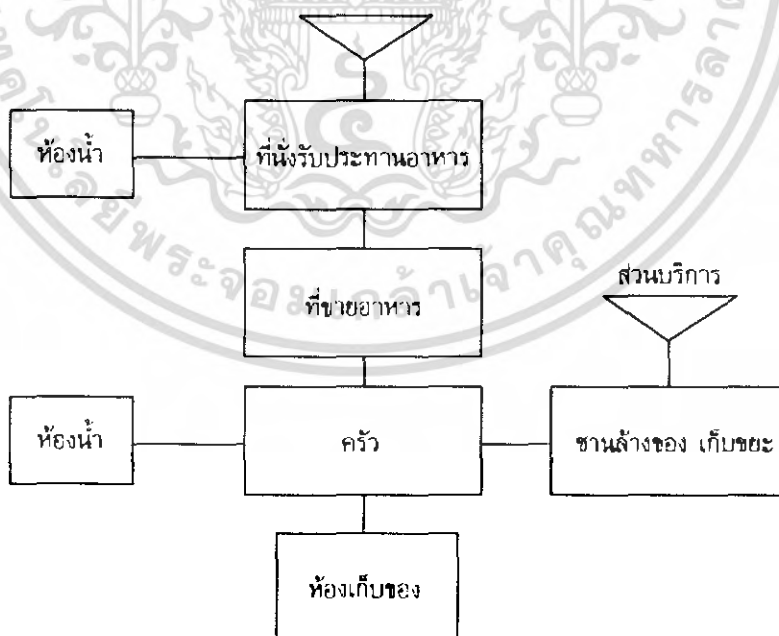 ห้องน้ำ
ที่นั่งรับประทานอาหาร
ที่ขายอาหาร
ส่วนบริการ
ห้องน้ำ
ครัว
ชานล้างของ เก็บขยะ
ห้องเก็บของ